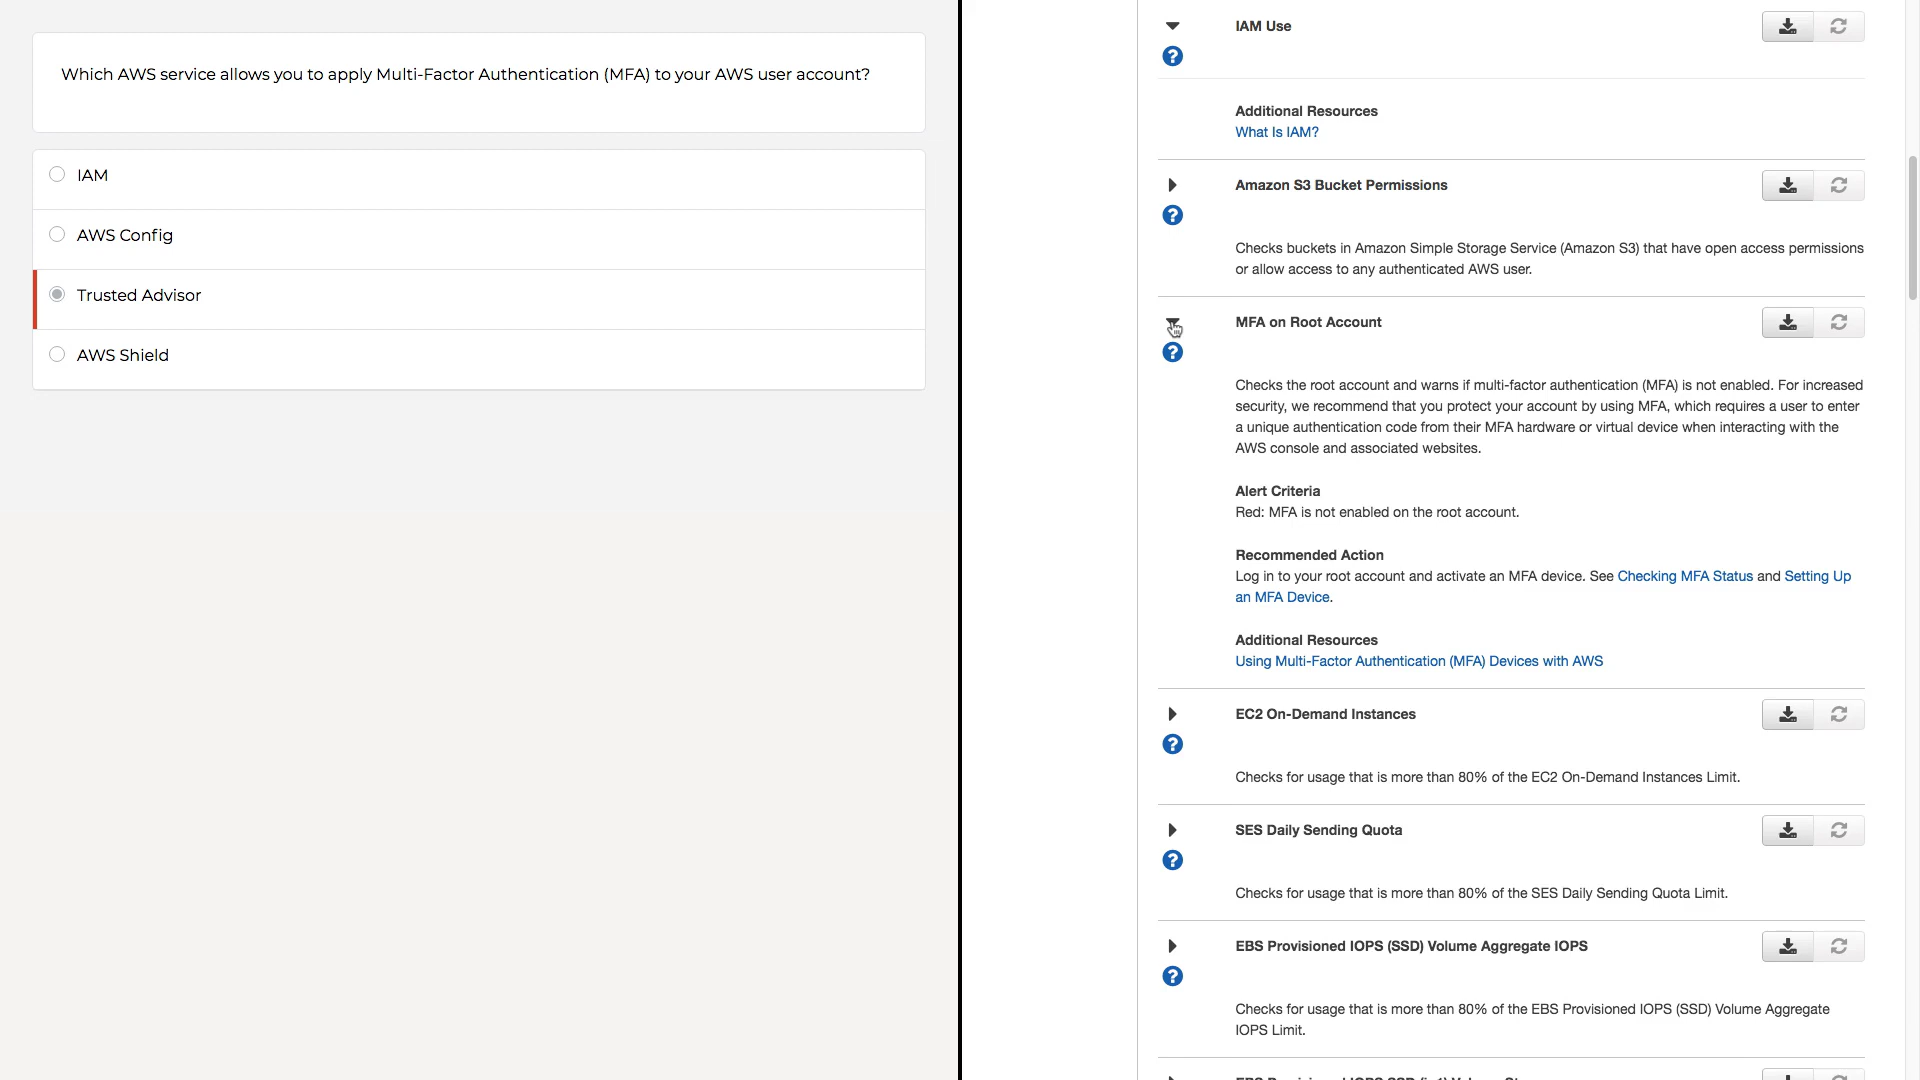 Which AWS service allows you to apply Multi-Factor Authentication (MFA) to your AWS user account?
IAM
AWS Config
Trusted Advisor
AWS Shield
IAM Use
Additional Resources
What Is IAM?
Amazon S3 Bucket Permissions
Checks buckets in Amazon Simple Storage Service (Amazon S3) that have open access permissions
or allow access to any authenticated AWS user.
MFA on Root Account
Checks the root account and warns if multi-factor authentication (MFA) is not enabled. For increased
security, we recommend that you protect your account by using MFA, which requires a user to enter
a unique authentication code from their MFA hardware or virtual device when interacting with the
AWS console and associated websites.
Alert Criteria
Red: MFA is not enabled on the root account.
Recommended Action
Log in to your root account and activate an MFA device. See Checking MFA Status and Setting Up
an MFA Device.
Additional Resources
Using Multi-Factor Authentication (MFA) Devices with AWS
EC2 On-Demand Instances
Checks for usage that is more than 80% of the EC2 On-Demand Instances Limit.
SES Daily Sending Quota
Checks for usage that is more than 80% of the SES Daily Sending Quota Limit.
EBS Provisioned IOPS (SSD) Volume Aggregate IOPS
Checks for usage that is more than 80% of the EBS Provisioned IOPS (SSD) Volume Aggregate
IOPS Limit.